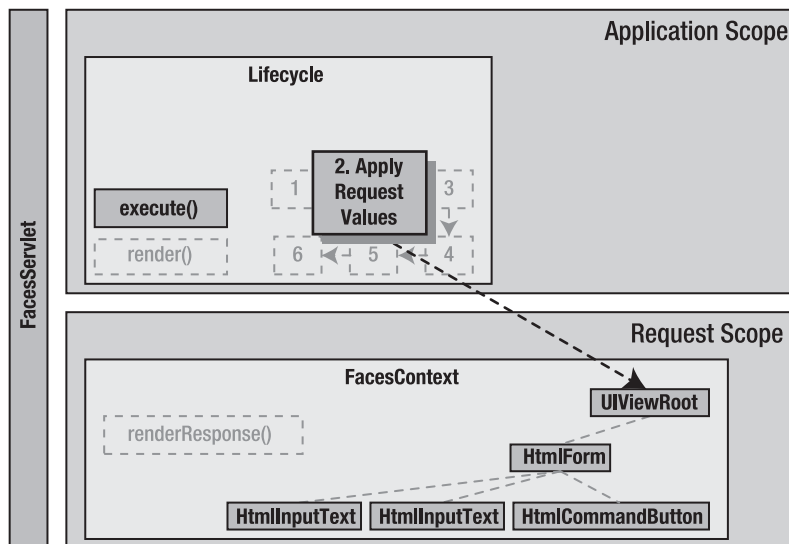 FacesServlet
Application Scope
Lifecycle
execute()
render()
1
2. Apply
Request
Values
3
6
5
4
Request Scope
FacesContext
renderResponse()
UIViewRoot
HtmlForm
HtmlInputText
HtmlInputText
HtmlCommandButton